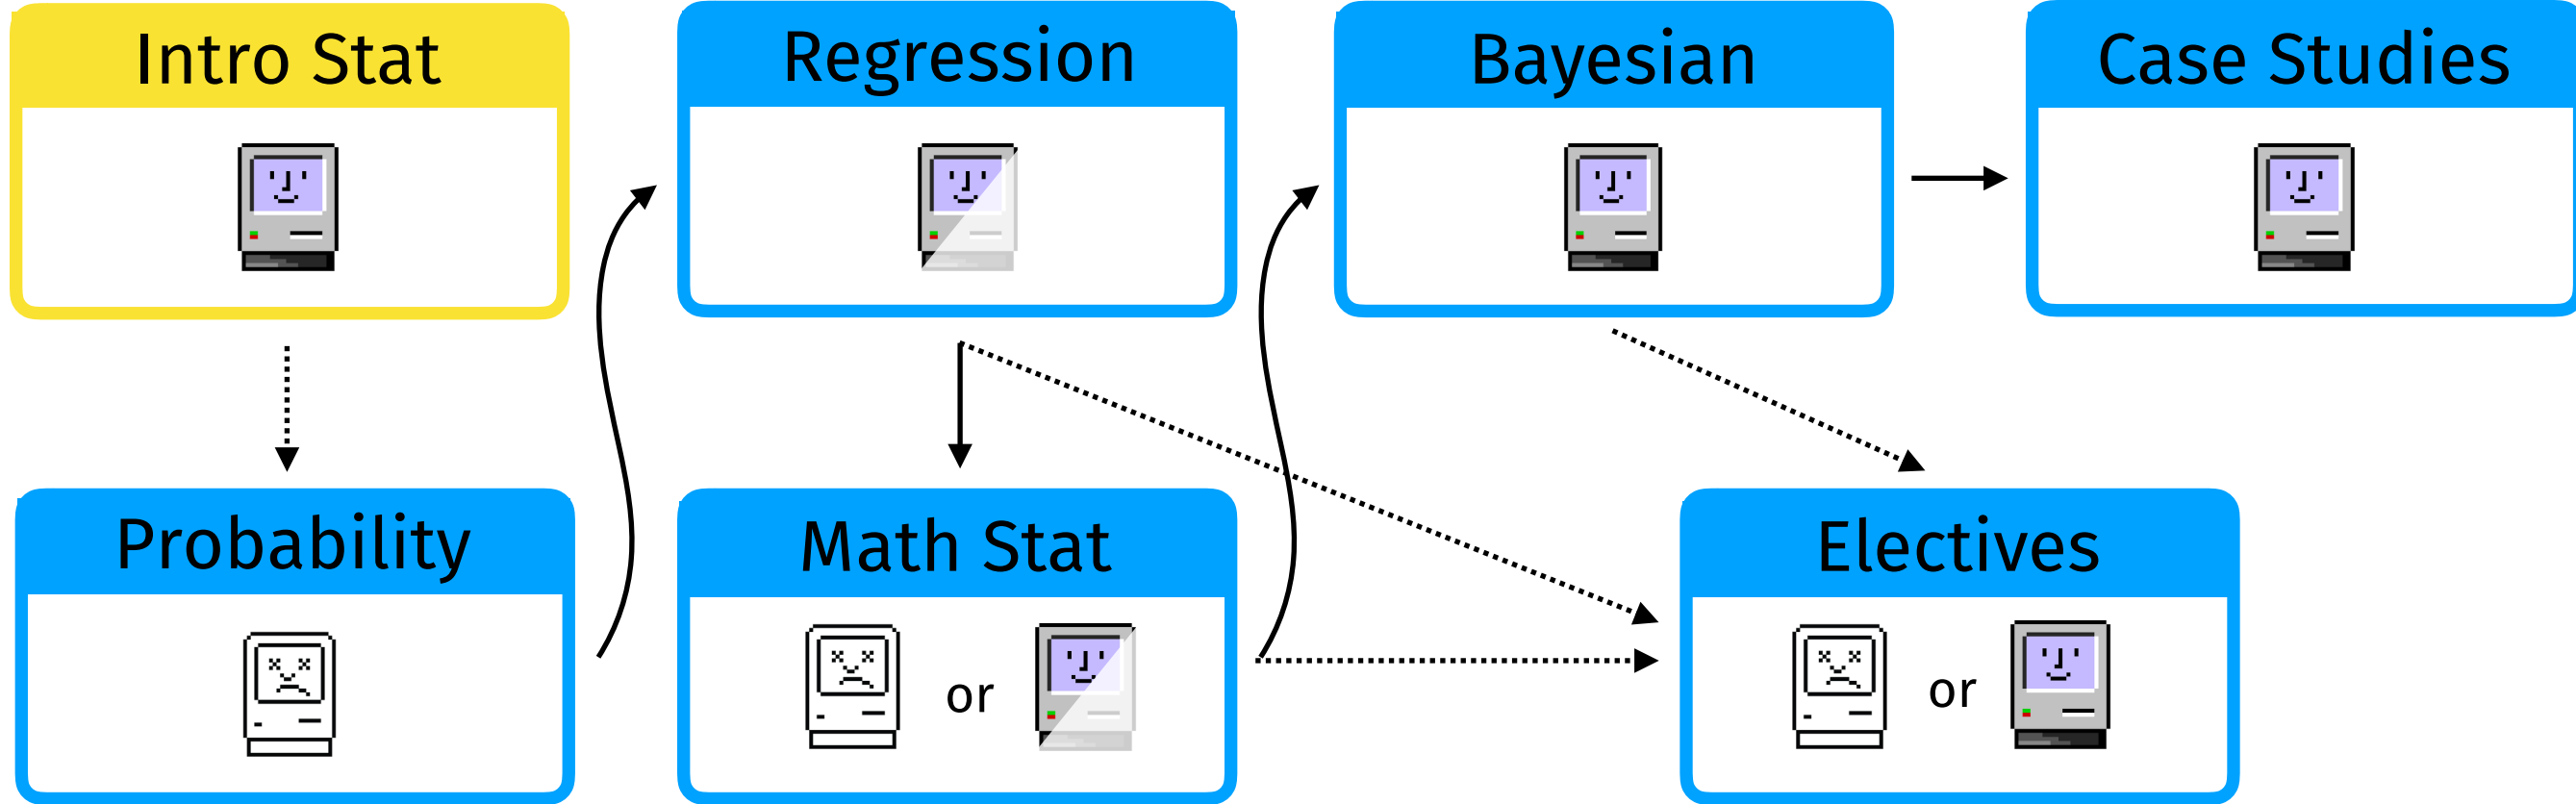 Intro Stat
Regression
Bayesian
Case Studies
Probability
Math Stat
or
Electives
or